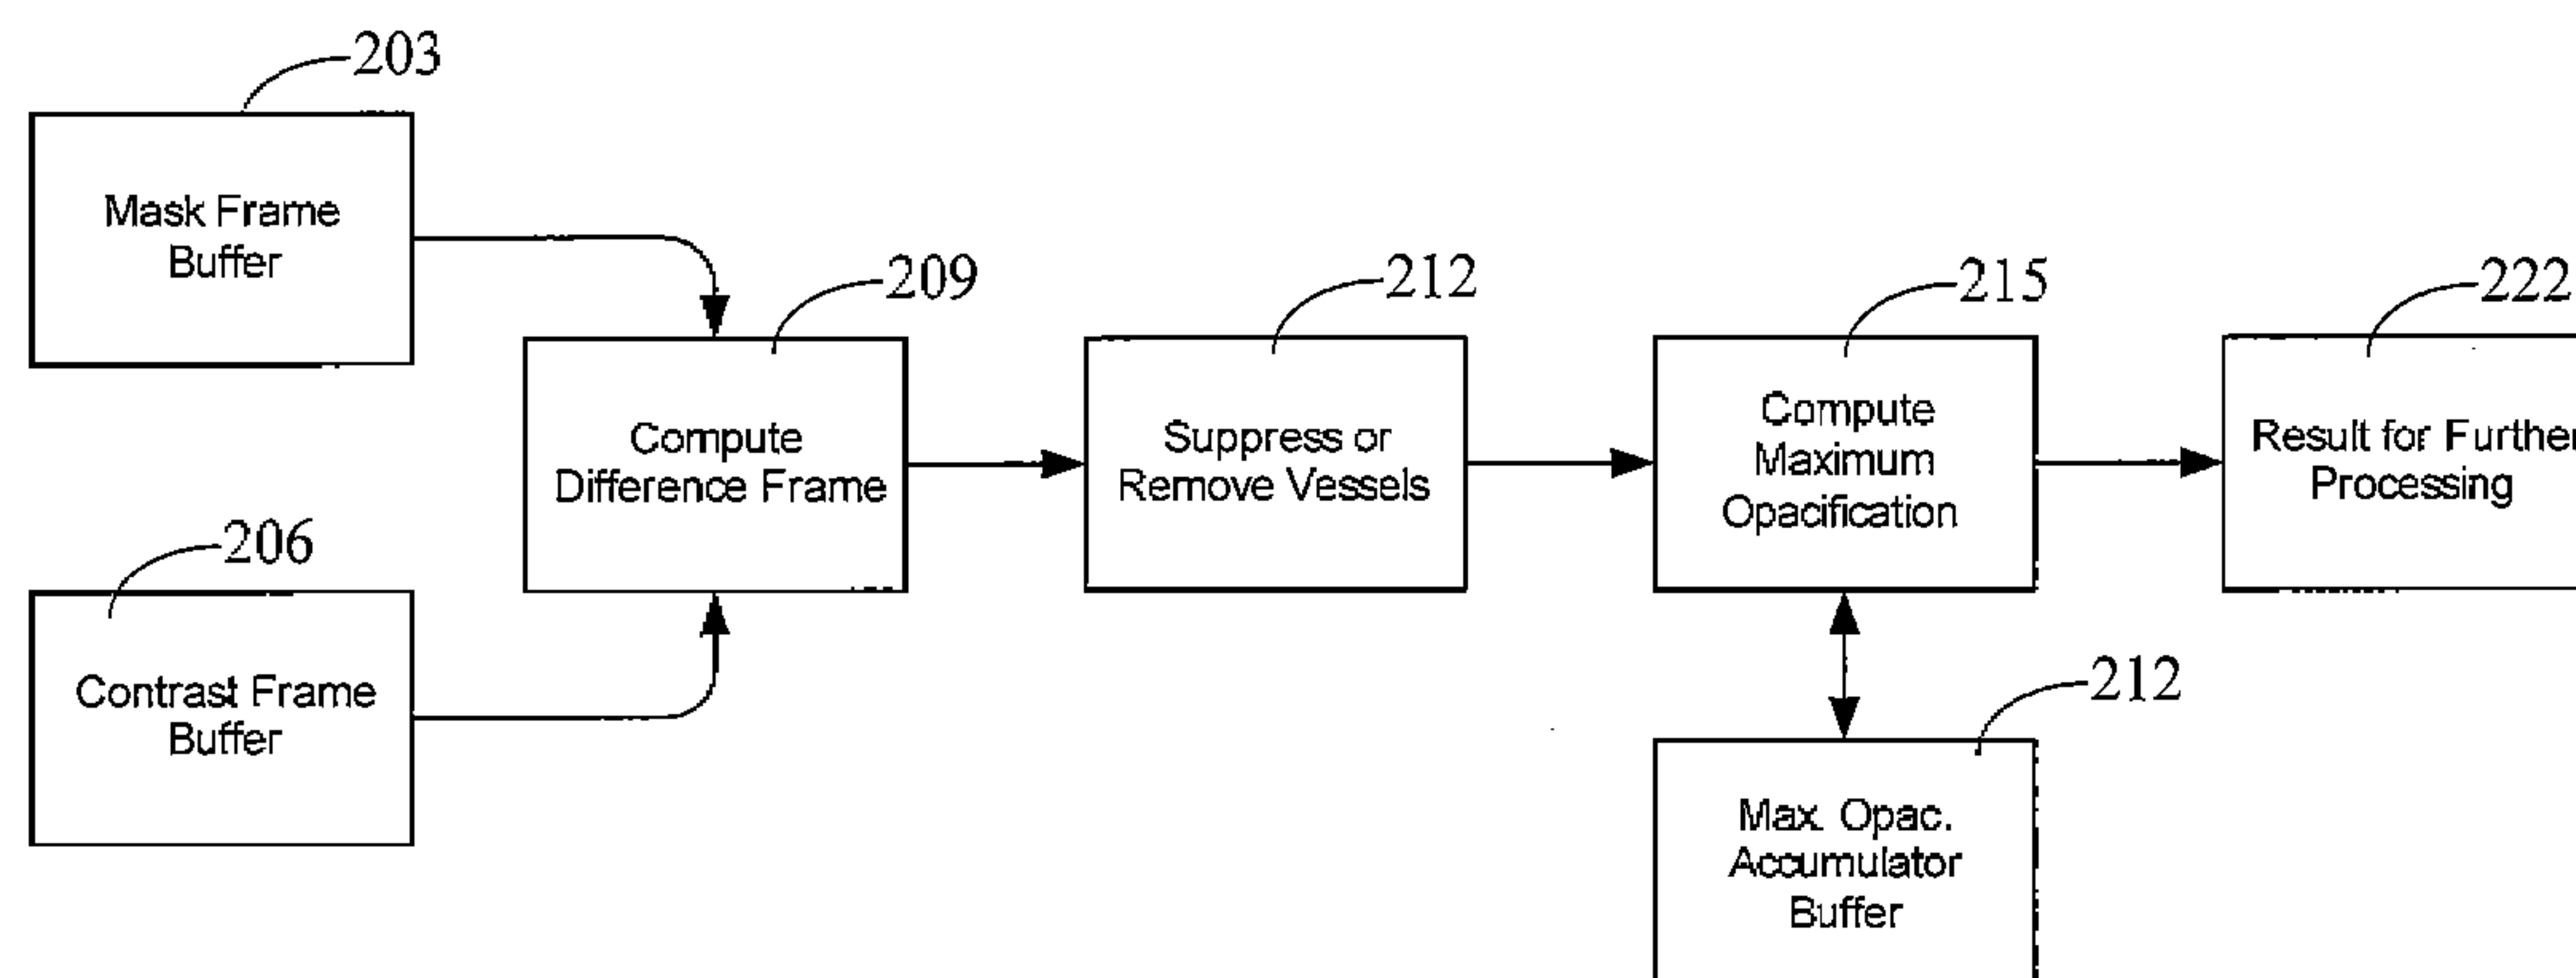 203
Mask Frame
Buffer
206
Contrast Frame
Buffer
209
Compute
Difference Frame
212
Suppress or
Remove Vessels
215
Compute
Maximum
Opacification
212
Max. Opac.
Accumulator
Buffer
222
Result for Further
Processing